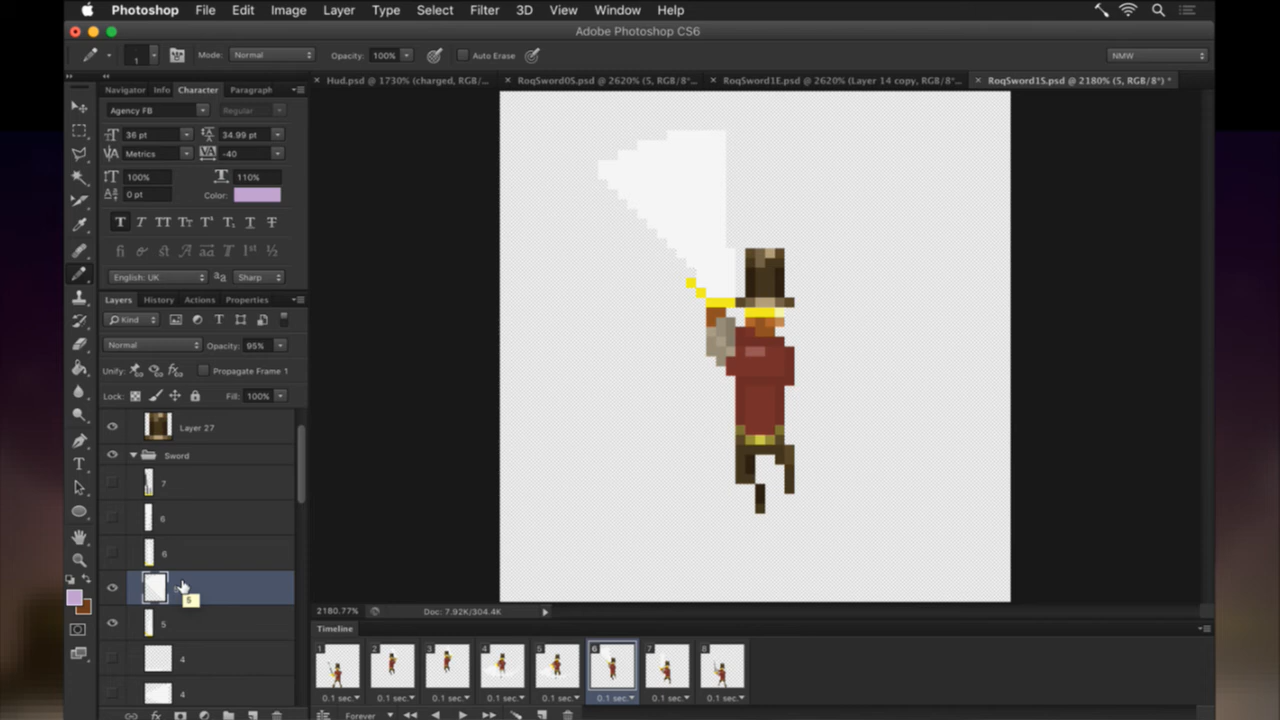 Photoshop File Edit Image Layer Type Select Filter 3D View Window Help
Adobe Photoshop CS6
1 Mode: Normal Opacity: 100% Auto Erase NMW
Hud.psd @ 1730% (charged, RGB/... RoqSword0S.psd @ 2620% (5, RGB/8*... RoqSword1E.psd @ 2620% (Layer 14 copy, RGB/8*... RoqSword1S.psd @ 2180% (5, RGB/8*) *
Navigator Info Character Paragraph
Agency FB Regular
36 pt 34.99 pt
Metrics -40
100% 110%
0 pt Color:
English: UK Sharp
Layers History Actions Properties
Kind
Normal Opacity: 95%
Unify: Propagate Frame 1
Lock: Fill: 100%
Layer 27
Sword
7
6
6
5
5
4
4
2180.77% Doc: 7.92K/304.4K
Timeline
1 2 3 4 5 6 7 8
0.1 sec. 0.1 sec. 0.1 sec. 0.1 sec. 0.1 sec. 0.1 sec. 0.1 sec. 0.1 sec.
Forever